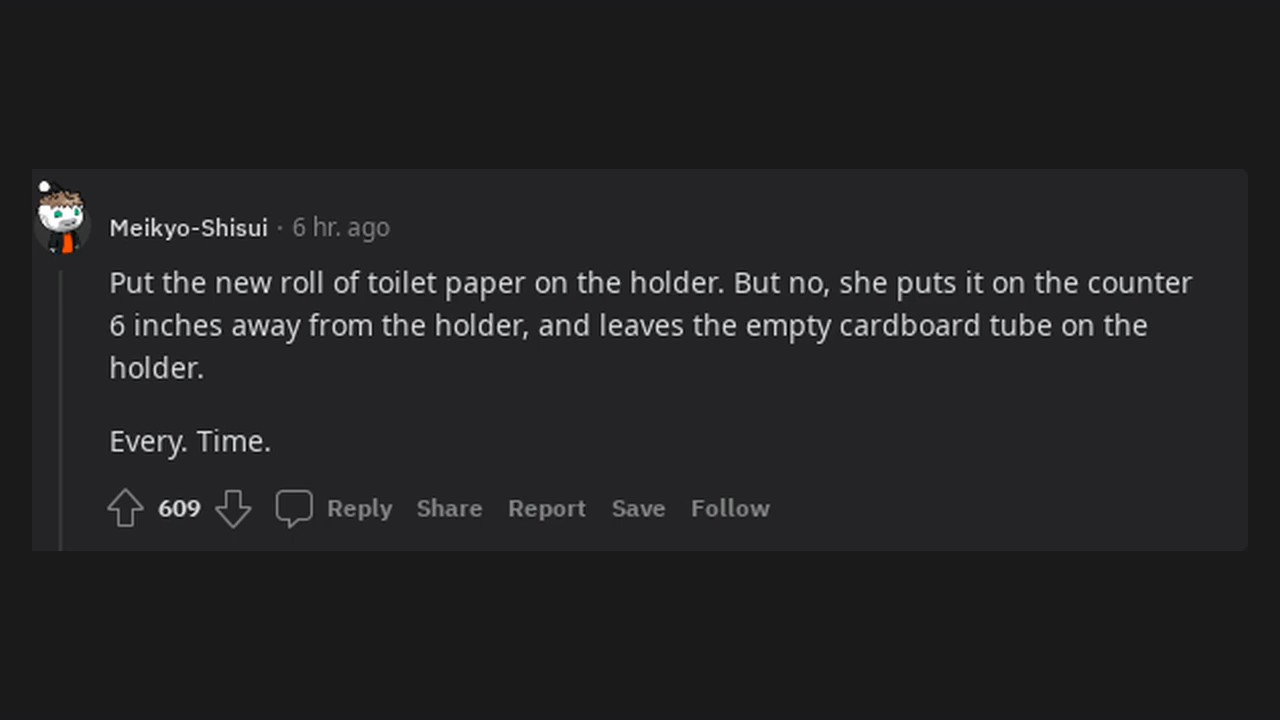 Meikyo-Shisui · 6 hr. ago
Put the new roll of toilet paper on the holder. But no, she puts it on the counter
6 inches away from the holder, and leaves the empty cardboard tube on the
holder.
Every. Time.
609 Reply Share Report Save Follow